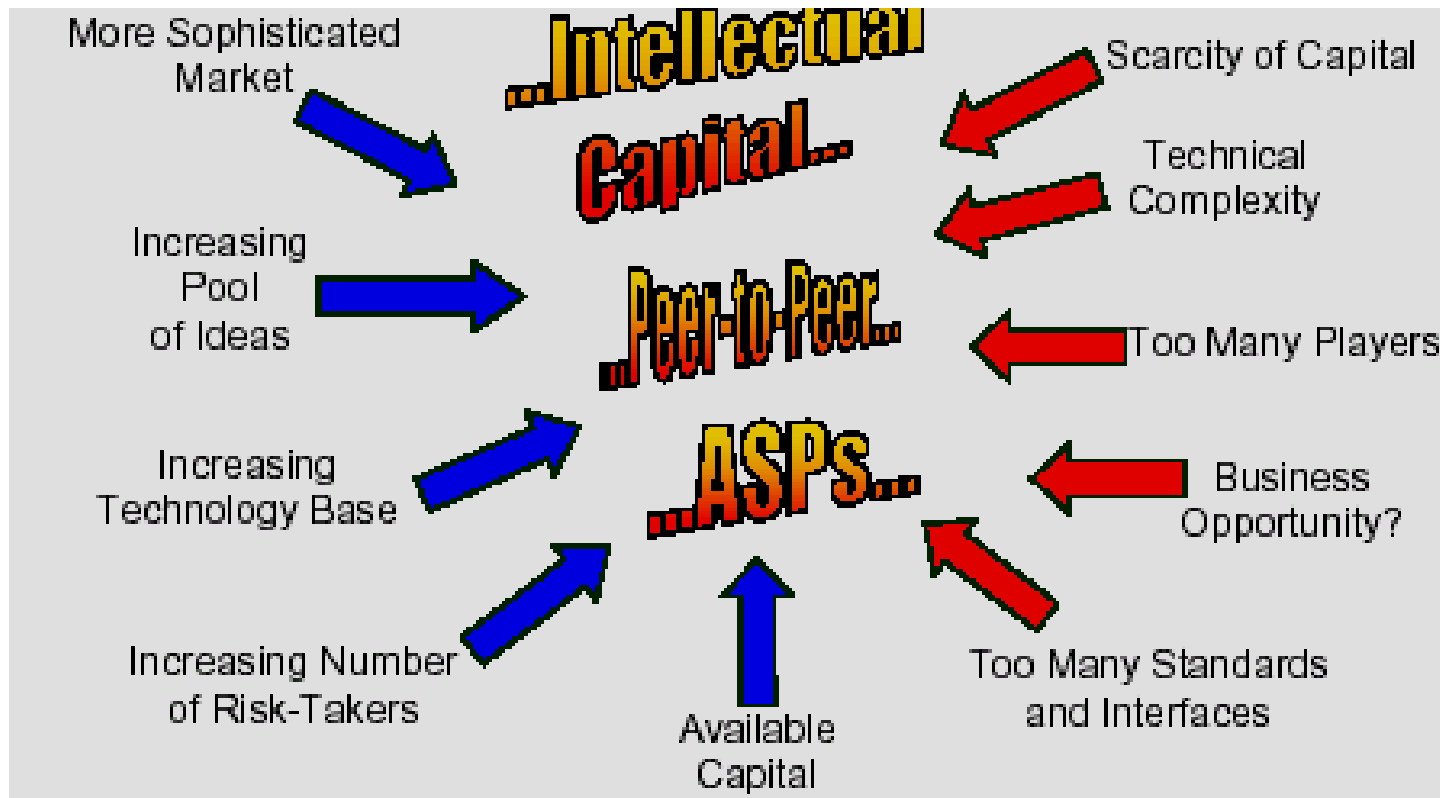 More Sophisticated
Market
Increasing
Pool
of Ideas
Increasing
Technology Base
Increasing Number
of Risk-Takers
...Intellectual
Capital...
...Peer-to-Peer...
...ASPs...
Available
Capital
Scarcity of Capital
Technical
Complexity
Too Many Players
Business
Opportunity?
Too Many Standards
and Interfaces